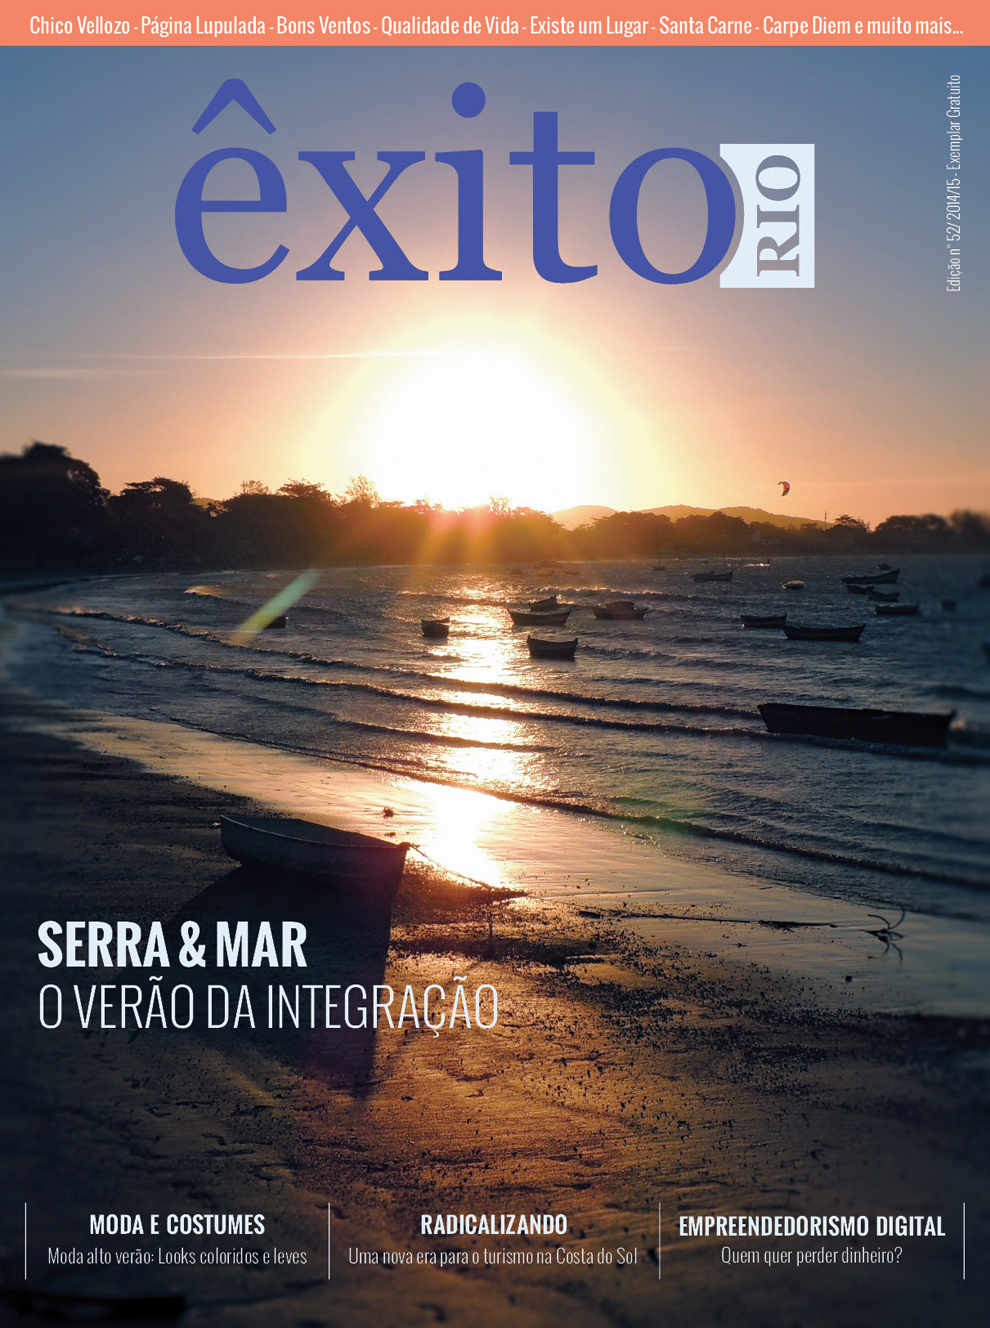 Chico Vellozo - Página Lupulada - Bons Ventos - Qualidade de Vida - Existe um Lugar - Santa Carne - Carpe Diem e muito mais...
êxito
RIO
Edição n° 52/ 2014/15 - Exemplar Gratuito
SERRA & MAR
O VERÃO DA INTEGRAÇÃO
MODA E COSTUMES
Moda alto verão: Looks coloridos e leves
RADICALIZANDO
Uma nova era para o turismo na Costa do Sol
EMPREENDEDORISMO DIGITAL
Quem quer perder dinheiro?